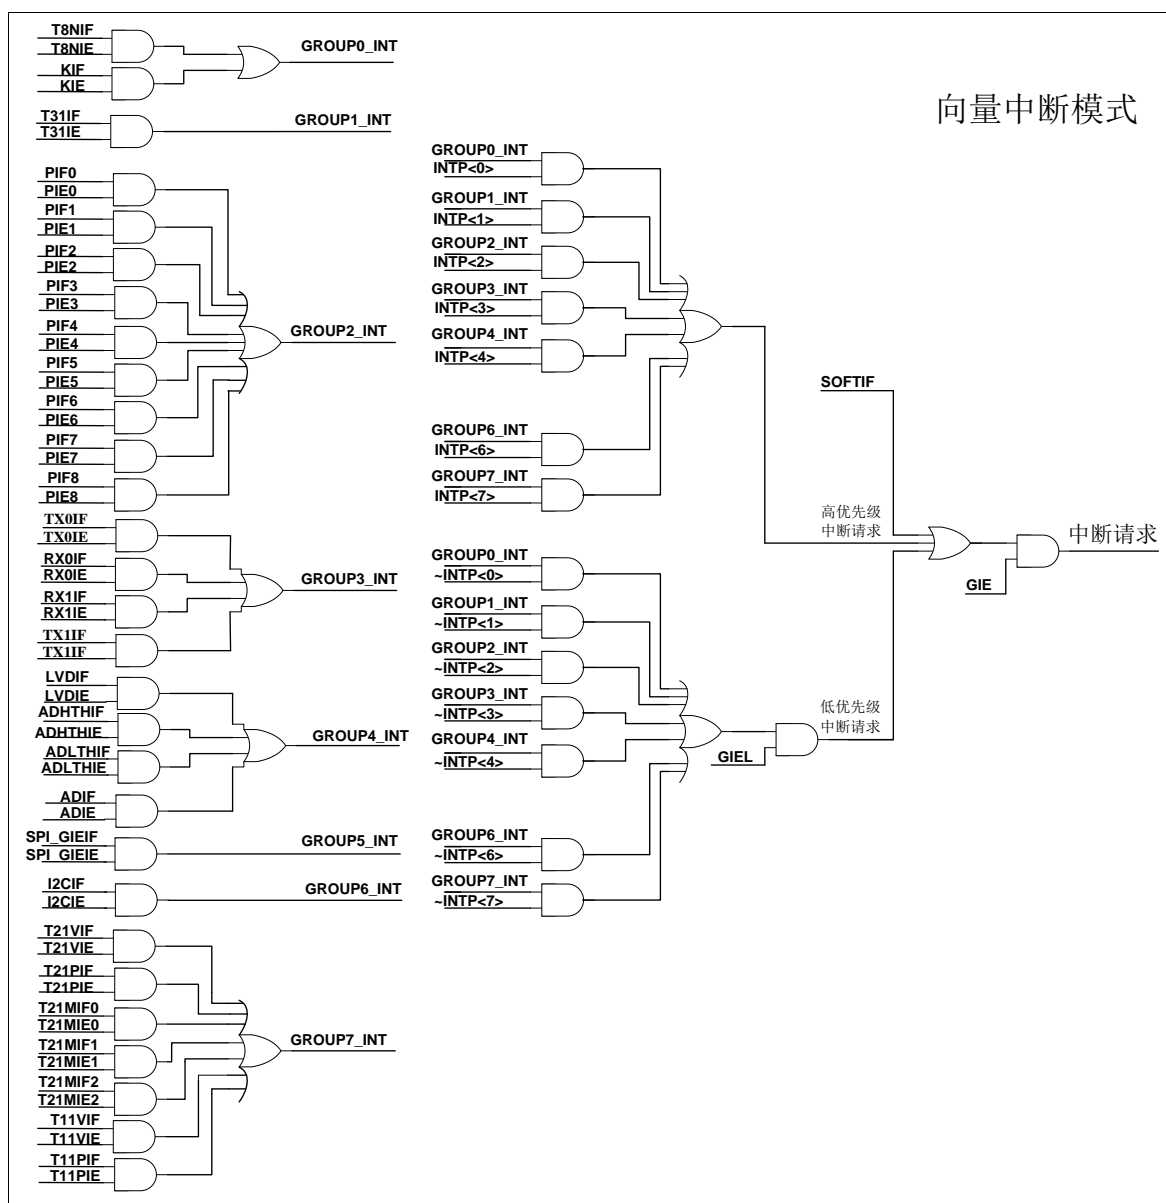 向量中断模式
T8NIF
T8NIE
KIF
KIE
GROUP0_INT
T31IF
T31IE
GROUP1_INT
PIF0
PIE0
PIF1
PIE1
PIF2
PIE2
PIF3
PIE3
PIF4
PIE4
PIF5
PIE5
PIF6
PIE6
PIF7
PIE7
PIF8
PIE8
GROUP2_INT
TX0IF
TX0IE
RX0IF
RX0IE
RX1IF
RX1IE
TX1IF
TX1IF
GROUP3_INT
LVDIF
LVDIE
ADHTHIF
ADHTHIE
ADLTHIF
ADLTHIE
ADIF
ADIE
GROUP4_INT
SPI_GIEIF
SPI_GIEIE
GROUP5_INT
I2CIF
I2CIE
GROUP6_INT
T21VIF
T21VIE
T21PIF
T21PIE
T21MIF0
T21MIE0
T21MIF1
T21MIE1
T21MIF2
T21MIE2
T11VIF
T11VIE
T11PIF
T11PIE
GROUP7_INT
GROUP0_INT
INTP<0>
GROUP1_INT
INTP<1>
GROUP2_INT
INTP<2>
GROUP3_INT
INTP<3>
GROUP4_INT
INTP<4>
GROUP6_INT
INTP<6>
GROUP7_INT
INTP<7>
GROUP0_INT
~INTP<0>
GROUP1_INT
~INTP<1>
GROUP2_INT
~INTP<2>
GROUP3_INT
~INTP<3>
GROUP4_INT
~INTP<4>
GROUP6_INT
~INTP<6>
GROUP7_INT
~INTP<7>
GIEL
SOFTIF
高优先级
中断请求
低优先级
中断请求
GIE
中断请求